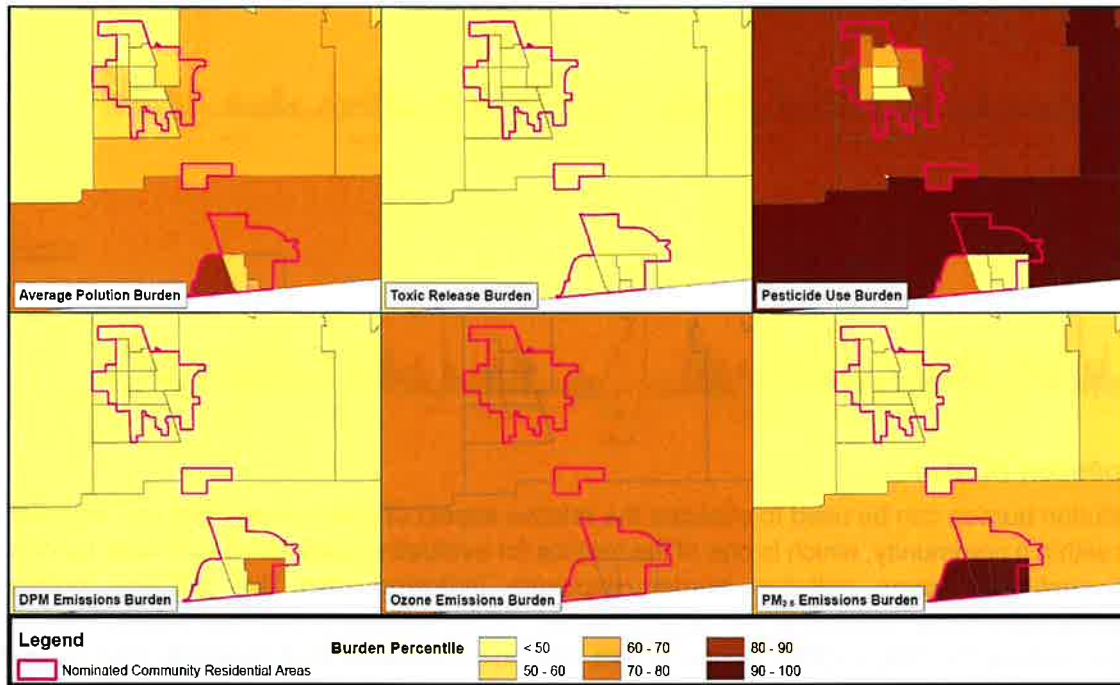 Average Polution Burden
Toxic Release Burden
Pesticide Use Burden
DPM Emissions Burden
Ozone Emissions Burden
PM₂.₅ Emissions Burden
Legend
Nominated Community Residential Areas
Burden Percentile
< 50
60 - 70
80 - 90
50 - 60
70 - 80
90 - 100